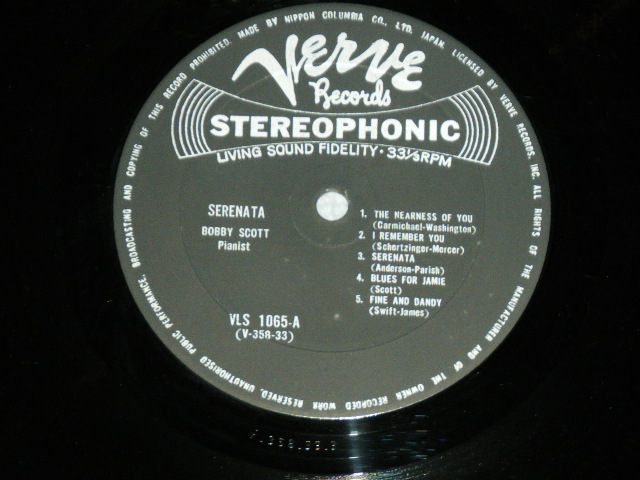 Verve
Records
STEREOPHONIC
LIVING SOUND FIDELITY • 33⅓ RPM
SERENATA
BOBBY SCOTT
Pianist
VLS 1065-A
(V-358-33)
1. THE NEARNESS OF YOU
(Carmichael-Washington)
2. I REMEMBER YOU
(Schertzinger-Mercer)
3. SERENATA
(Anderson-Parish)
4. BLUES FOR JAMIE
(Scott)
5. FINE AND DANDY
(Swift-James)
MADE BY NIPPON COLUMBIA CO., LTD. JAPAN. LICENSED BY VERVE RECORDS, INC. ALL RIGHTS OF THE MANUFACTURER AND OF THE OWNER RECORDED WORK RESERVED. UNAUTHORISED PUBLIC PERFORMANCE, BROADCASTING AND COPYING OF THIS RECORD PROHIBITED.